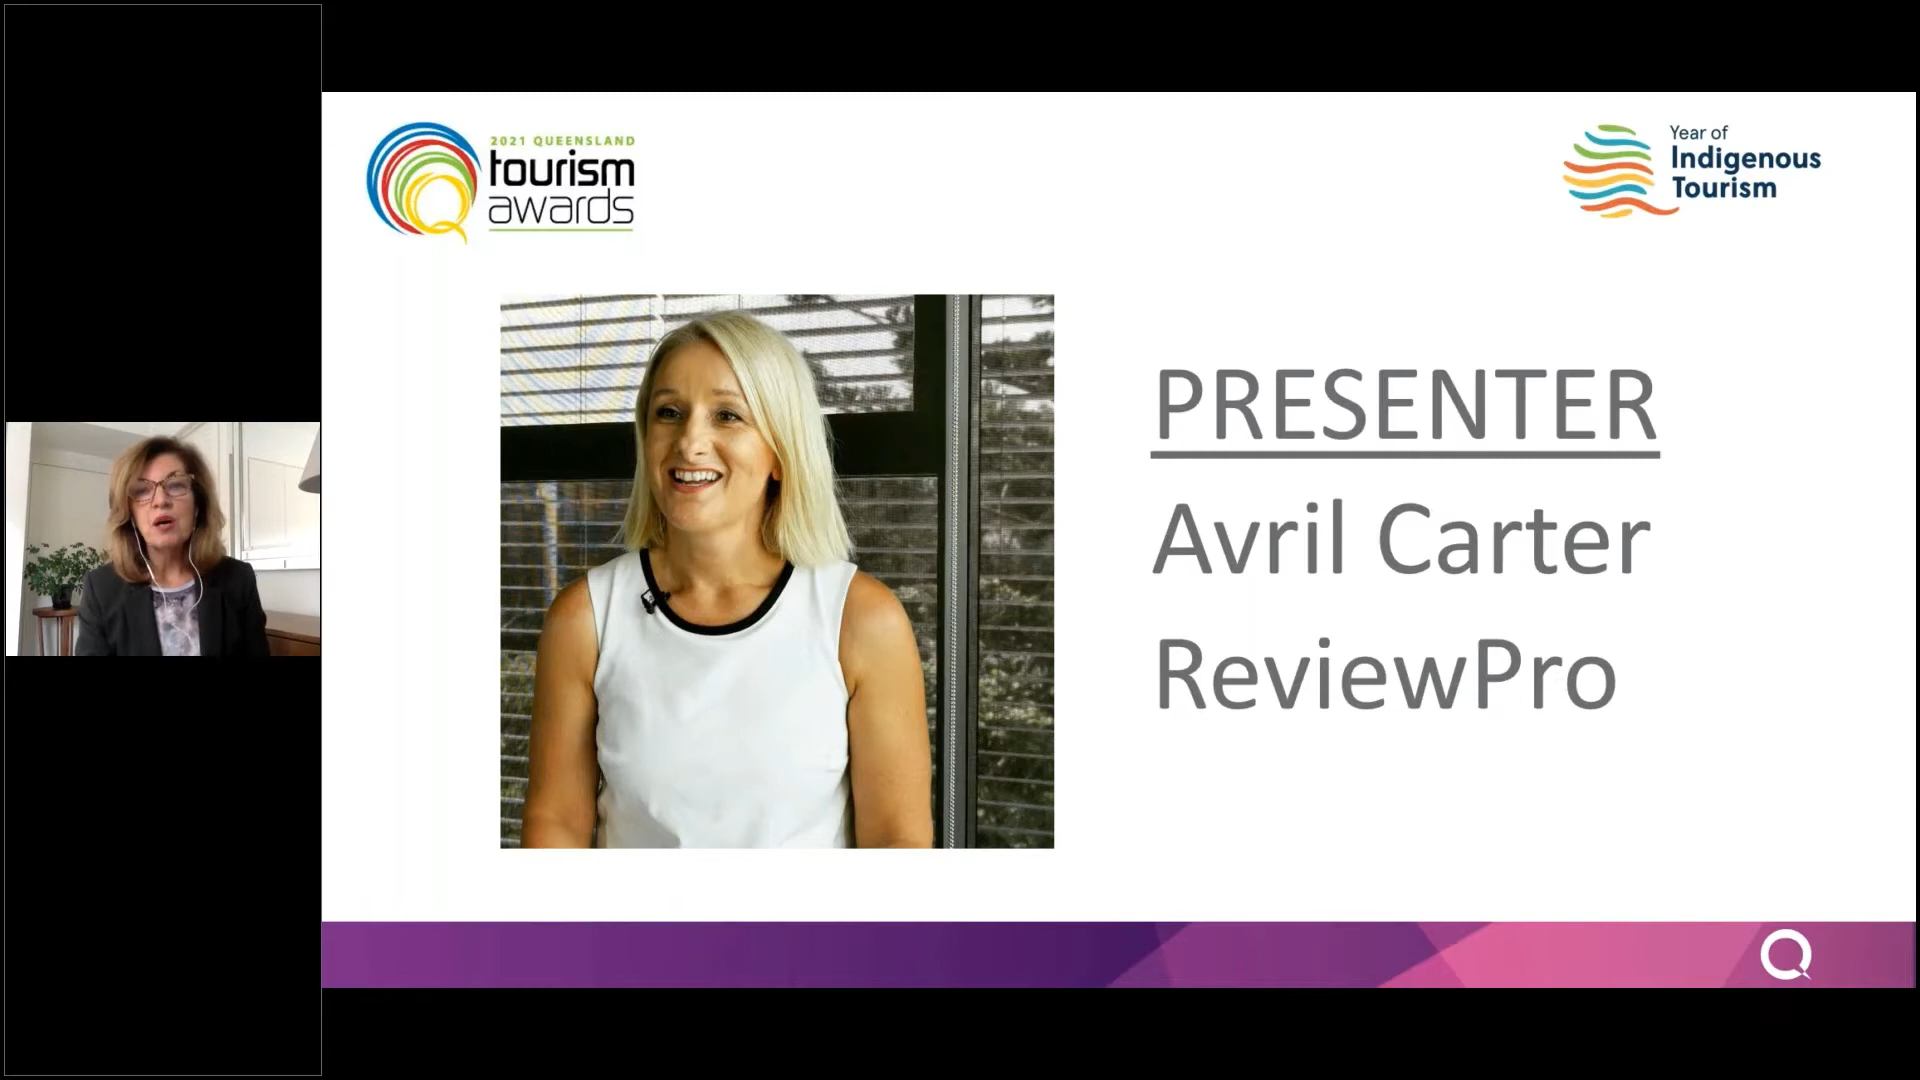 2021 QUEENSLAND
tourism
awards
Year of
Indigenous
Tourism
PRESENTER
Avril Carter
ReviewPro